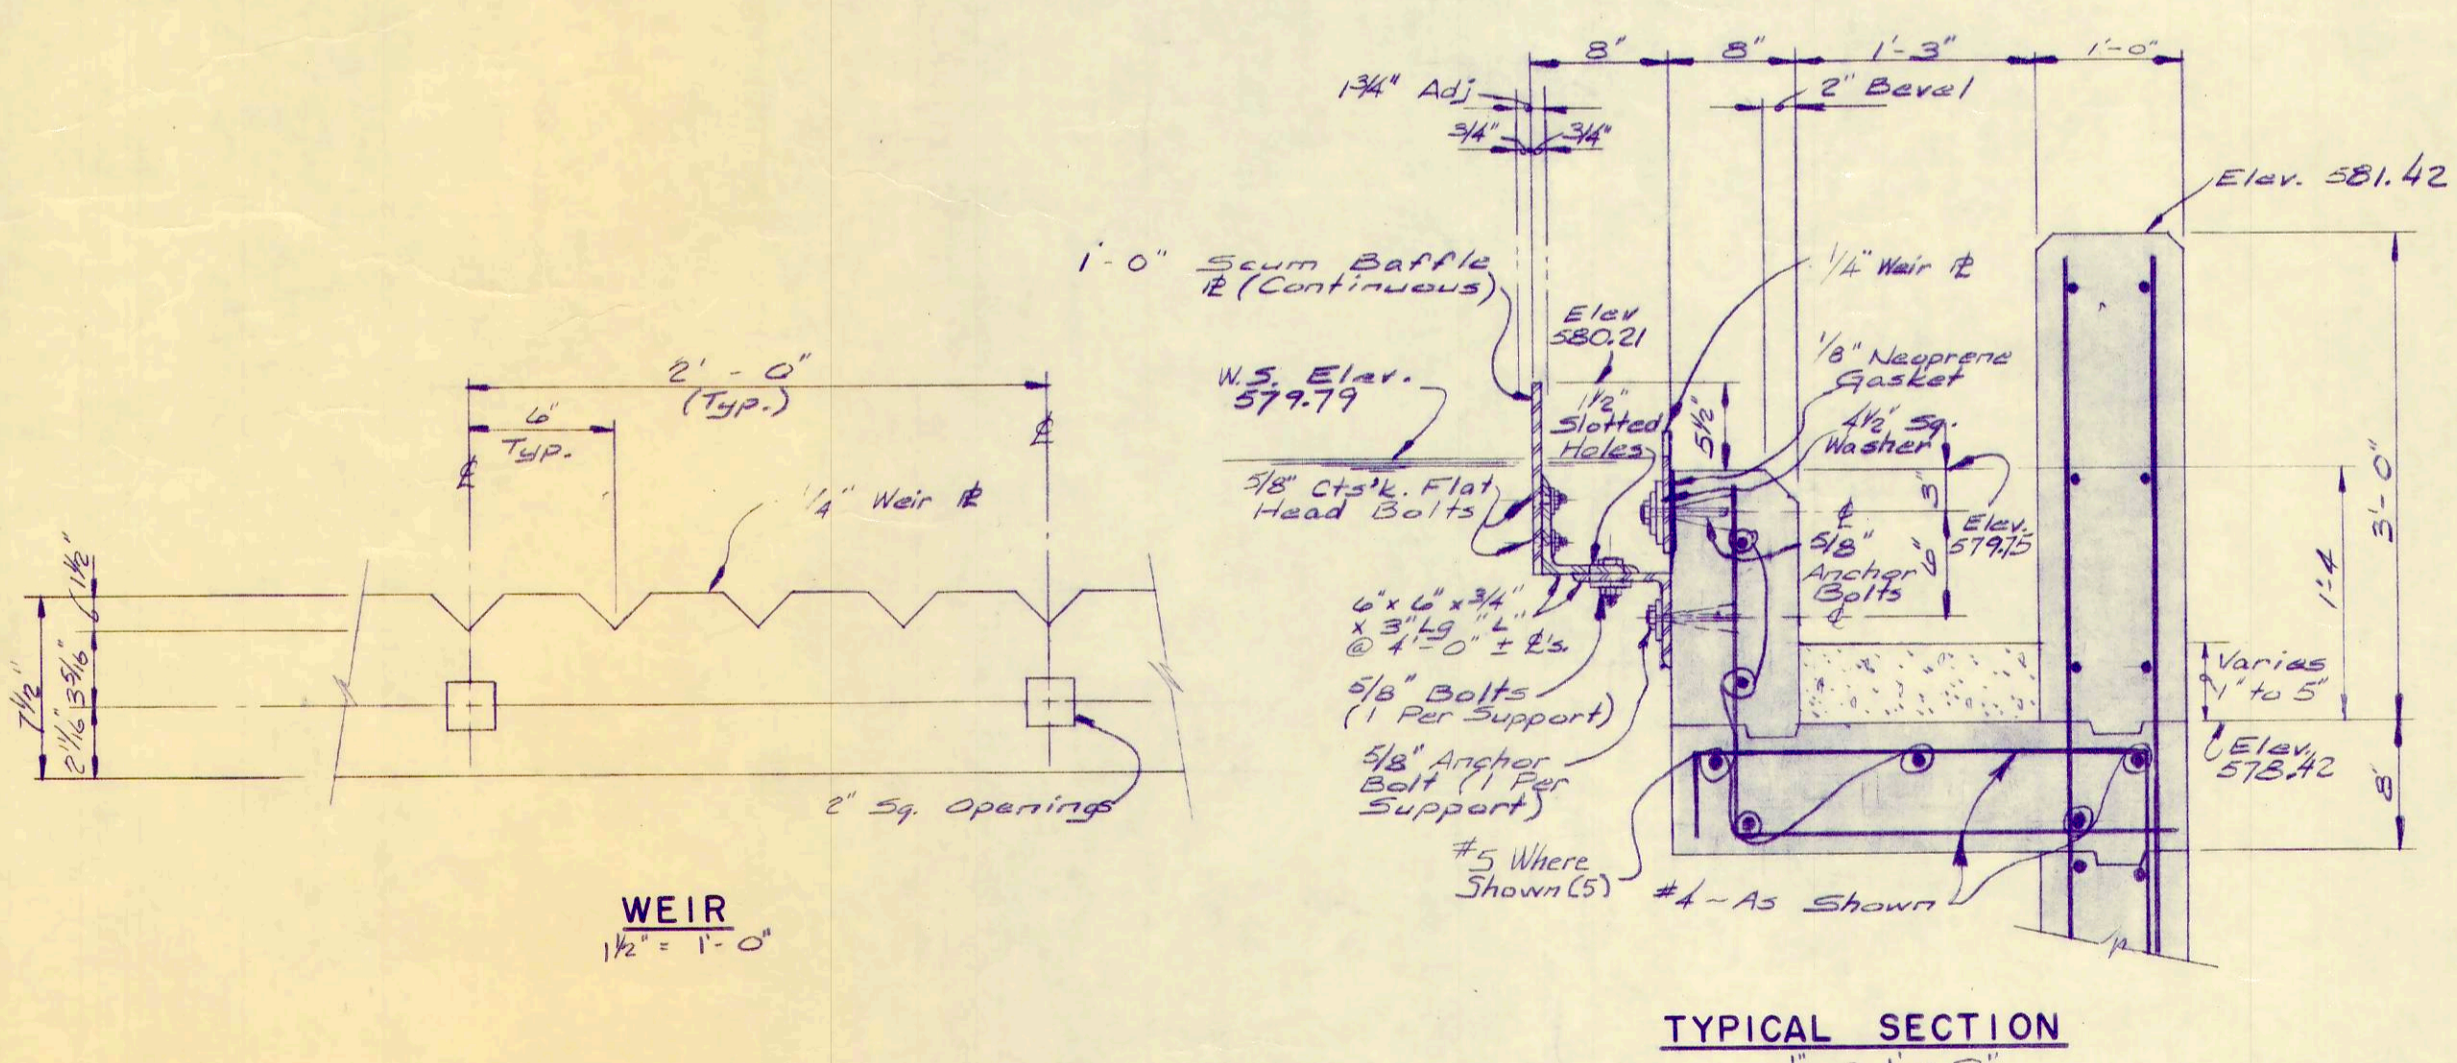 2' - 0"
(Typ.)
6"
Typ.
℄
℄
1/4" Weir ⅊
1 1/2"
3 5/16"
2 11/16"
7 1/2"
2" Sq. Openings
WEIR
1 1/2" = 1'- 0"
8"
8"
1'-3"
1'-0"
1 3/4" Adj
2" Bevel
3/4"
3/4"
Elev. 581.42
1'-0" Scum Baffle
⅊ (Continuous)
1/4" Weir ⅊
Elev
580.21
W.S. Elev.
579.79
1/8" Neoprene
Gasket
1 1/2"
Slotted
Holes
5 1/2"
4 1/2" Sq.
Washer
5/8" Cts'k. Flat
Head Bolts
3"
3'-0"
℄
5/8"
Anchor
Bolts
℄
6"
Elev.
579.75
1'-4
6" x 6" x 3/4"
x 3" Lg "L"
@ 4'-0" ± ℄'s.
5/8" Bolts
(1 Per Support)
Varies
1" to 5"
5/8" Anchor
Bolt (1 Per
Support)
Elev.
578.42
8"
#5 Where
Shown (5)
#4 - As Shown
TYPICAL SECTION